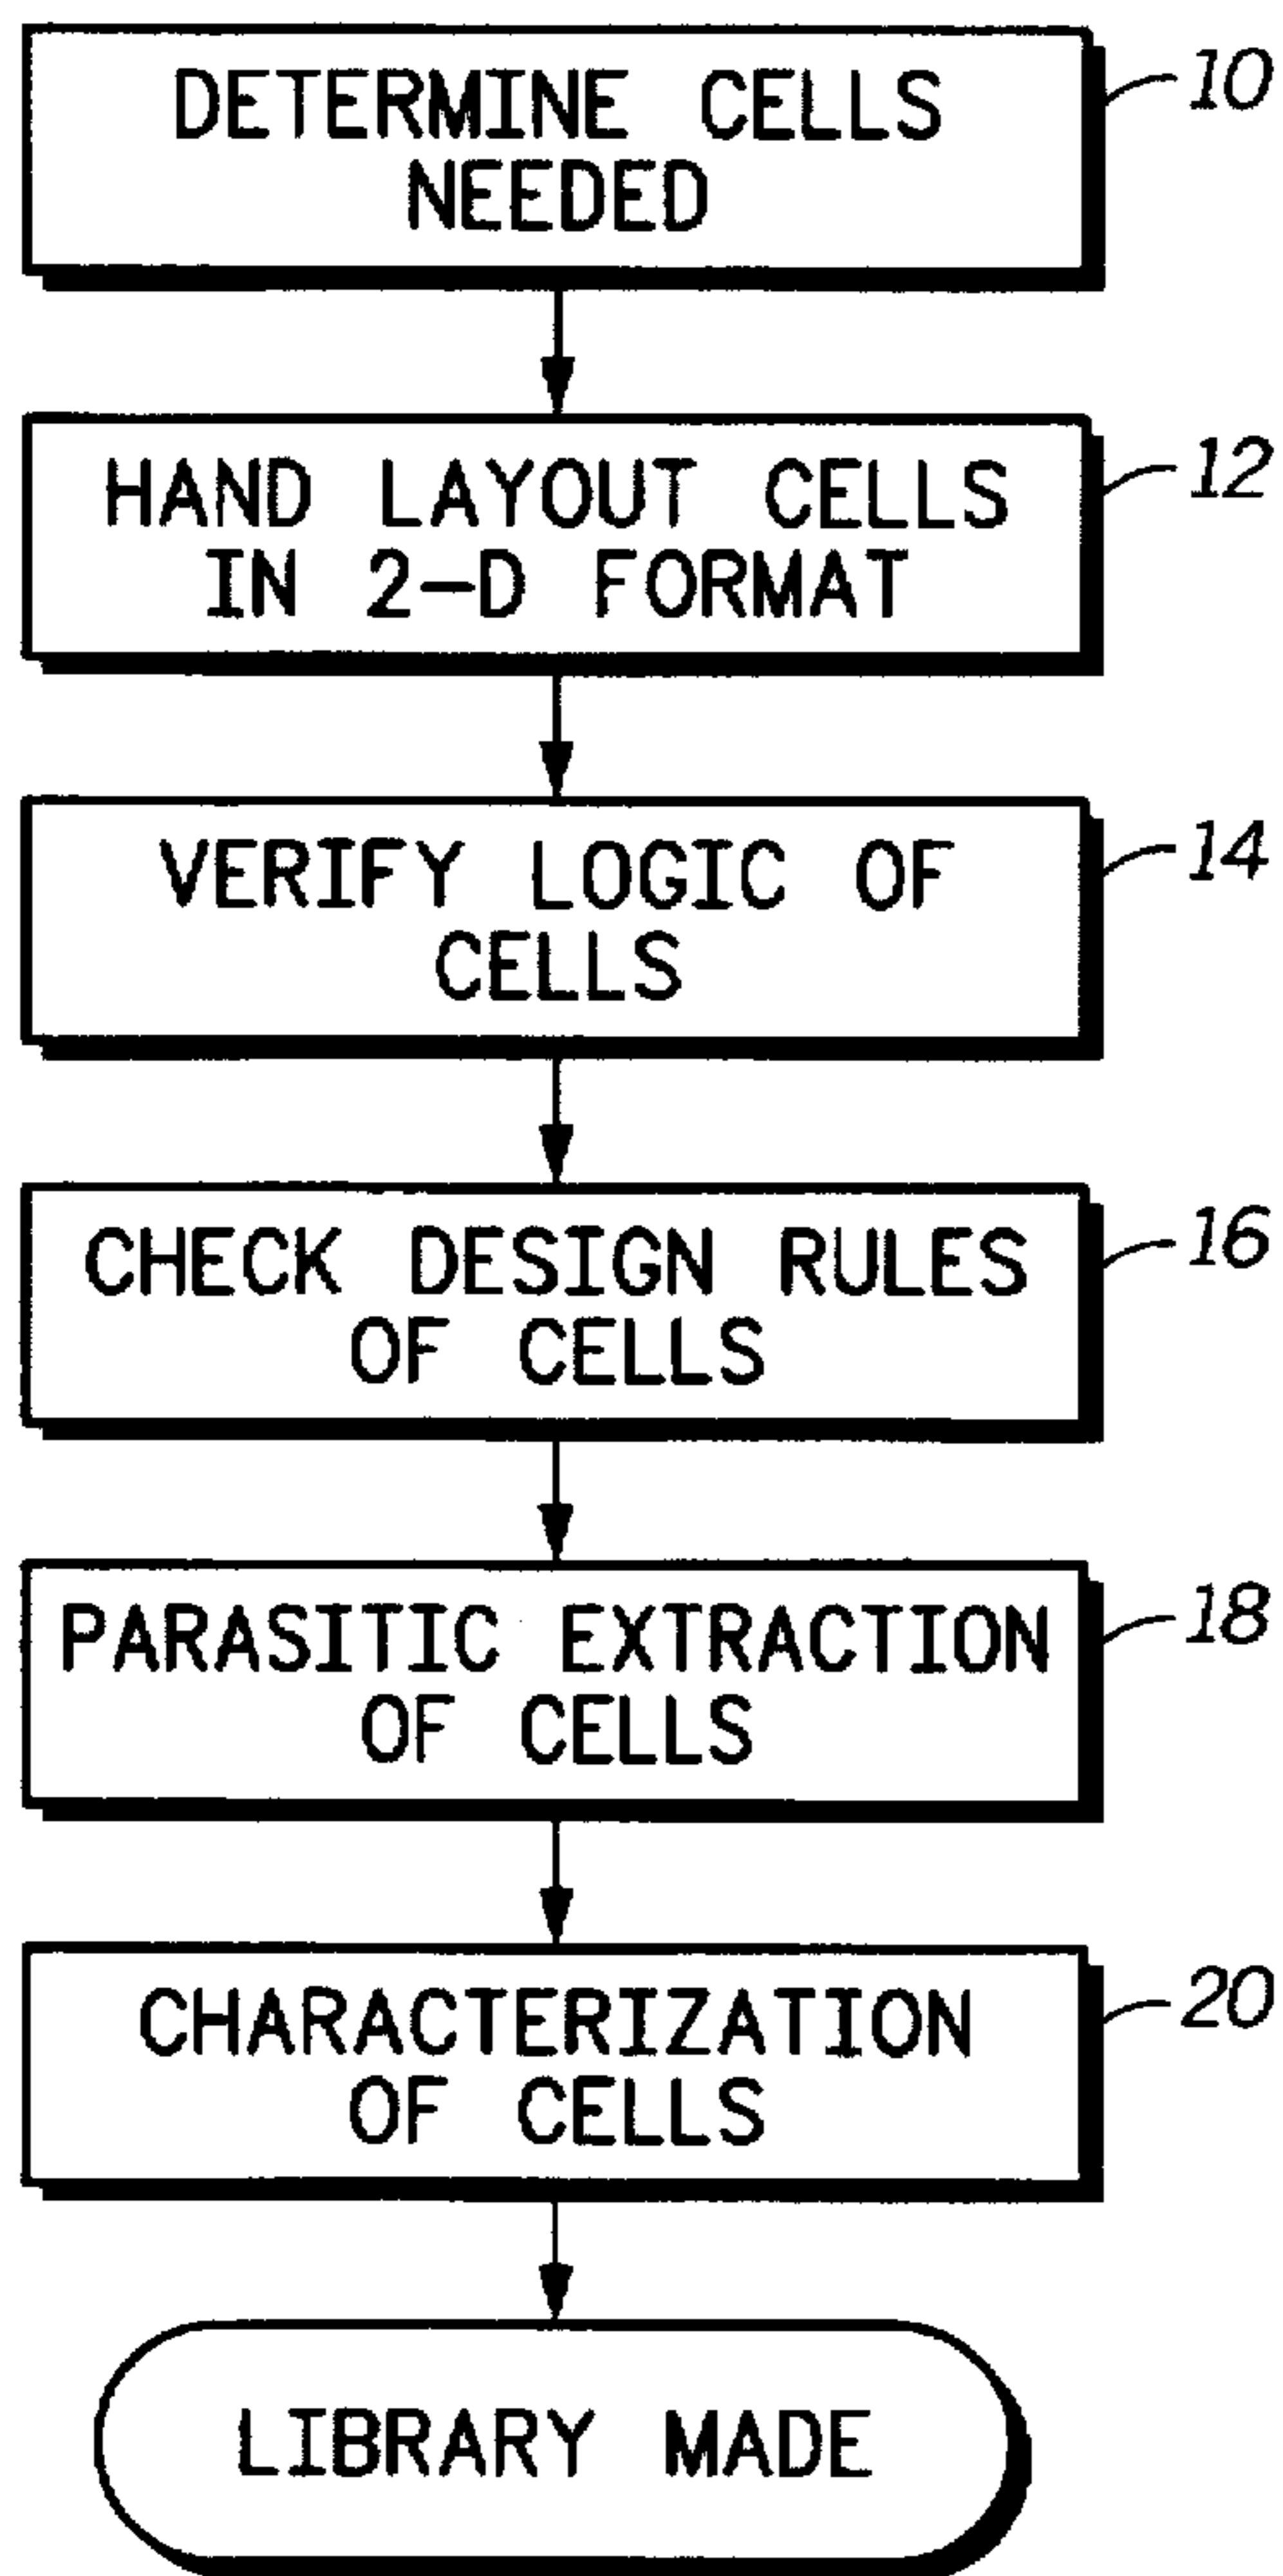 DETERMINE CELLS
NEEDED
10
HAND LAYOUT CELLS
IN 2-D FORMAT
12
VERIFY LOGIC OF
CELLS
14
CHECK DESIGN RULES
OF CELLS
16
PARASITIC EXTRACTION
OF CELLS
18
CHARACTERIZATION
OF CELLS
20
LIBRARY MADE